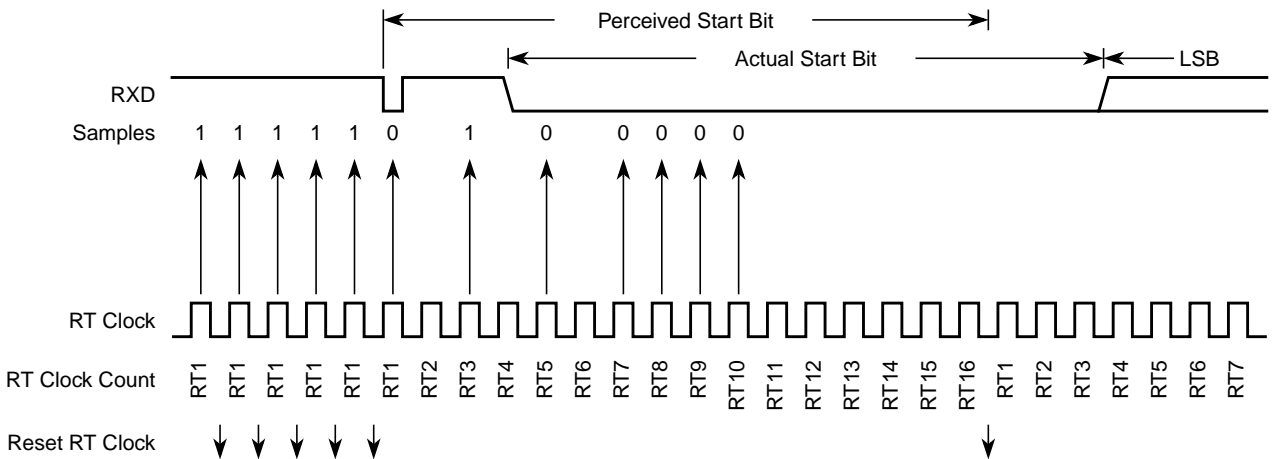 Perceived Start Bit
Actual Start Bit
LSB
RXD
Samples 1 1 1 1 1 0 1 0 0 0 0 0
RT Clock
RT Clock Count RT1 RT1 RT1 RT1 RT1 RT1 RT2 RT3 RT4 RT5 RT6 RT7 RT8 RT9 RT10 RT11 RT12 RT13 RT14 RT15 RT16 RT1 RT2 RT3 RT4 RT5 RT6 RT7
Reset RT Clock